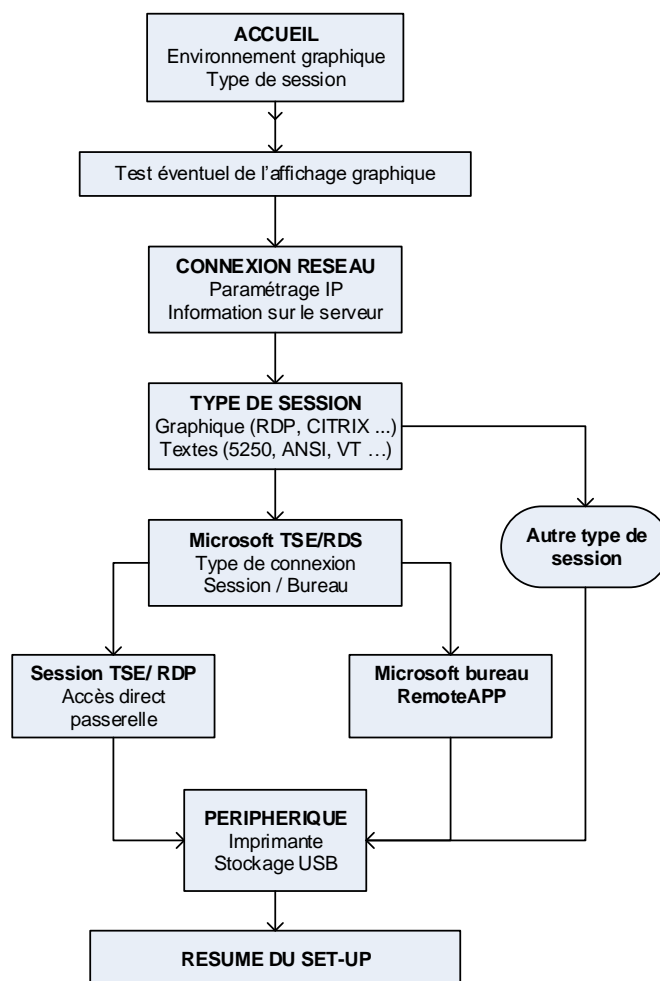 ACCUEIL
Environnement graphique
Type de session
Test éventuel de l'affichage graphique
CONNEXION RESEAU
Paramétrage IP
Information sur le serveur
TYPE DE SESSION
Graphique (RDP, CITRIX ...)
Textes (5250, ANSI, VT …)
Microsoft TSE/RDS
Type de connexion
Session / Bureau
Autre type de
session
Session TSE/ RDP
Accès direct
passerelle
Microsoft bureau
RemoteAPP
PERIPHERIQUE
Imprimante
Stockage USB
RESUME DU SET-UP